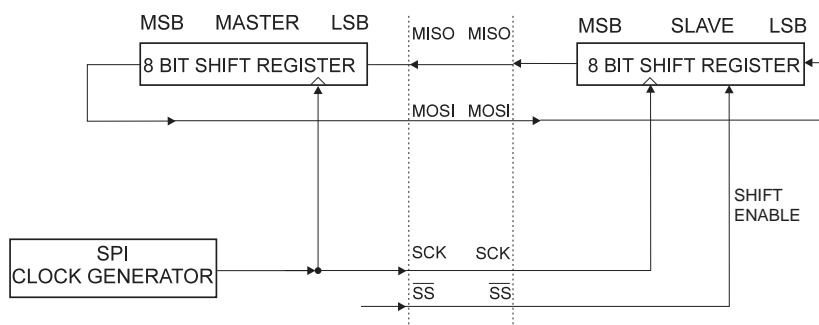 MSB MASTER LSB
MISO MISO
MSB SLAVE LSB
8 BIT SHIFT REGISTER
8 BIT SHIFT REGISTER
MOSI MOSI
SHIFT
ENABLE
SPI
CLOCK GENERATOR
SCK SCK
SS SS